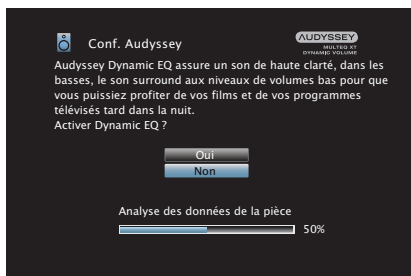 Conf. Audyssey
AUDYSSEY
MULTEQ XT
DYNAMIC VOLUME
Audyssey Dynamic EQ assure un son de haute clarté, dans les
basses, le son surround aux niveaux de volumes bas pour que
vous puissiez profiter de vos films et de vos programmes
télévisés tard dans la nuit.
Activer Dynamic EQ ?
Oui
Non
Analyse des données de la pièce
50%